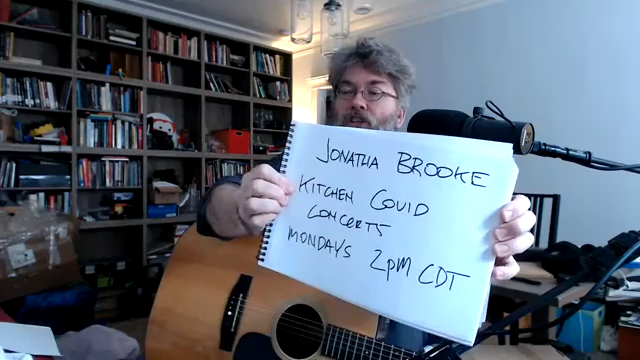 JONATHA BROOKE
KITCHEN COVID
CONCERTS
MONDAYS 2pm CDT